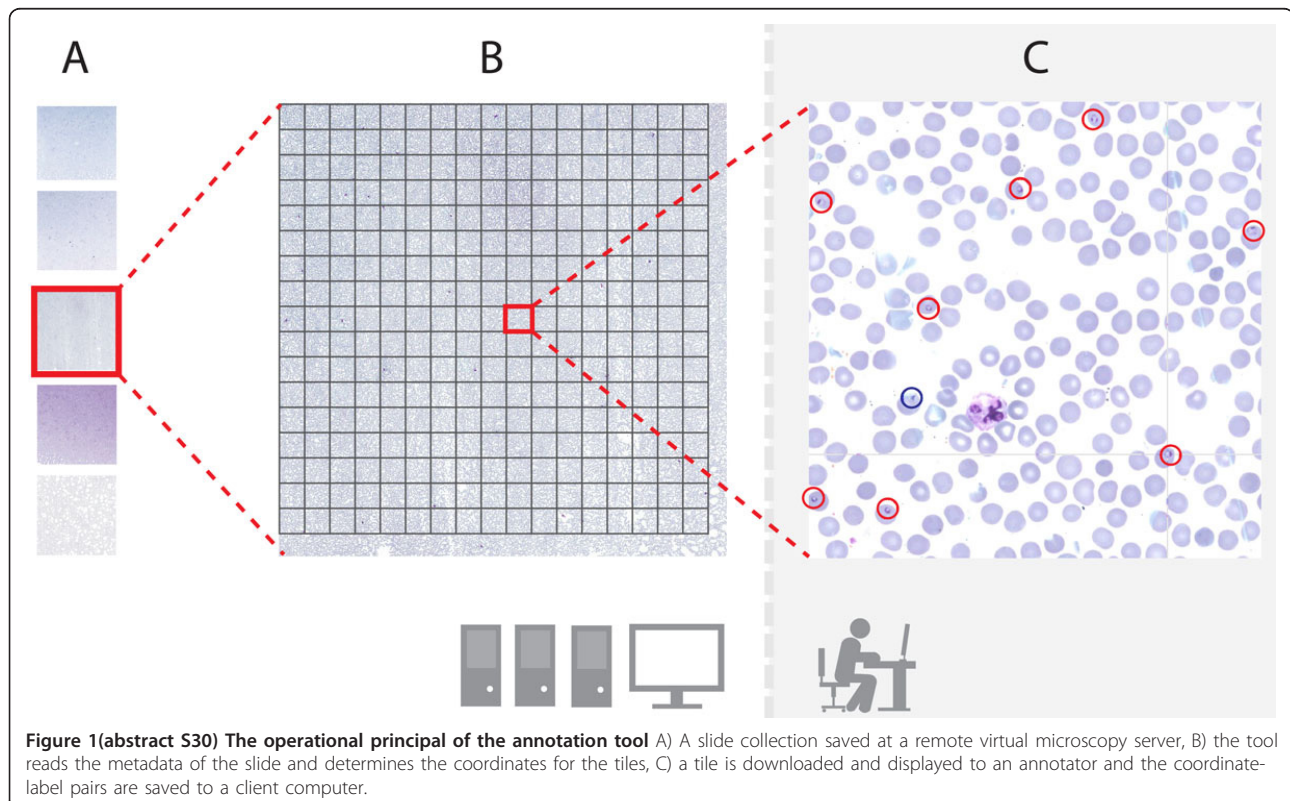 A
B
C
Figure 1(abstract S30) The operational principal of the annotation tool A) A slide collection saved at a remote virtual microscopy server, B) the tool
reads the metadata of the slide and determines the coordinates for the tiles, C) a tile is downloaded and displayed to an annotator and the coordinate-
label pairs are saved to a client computer.